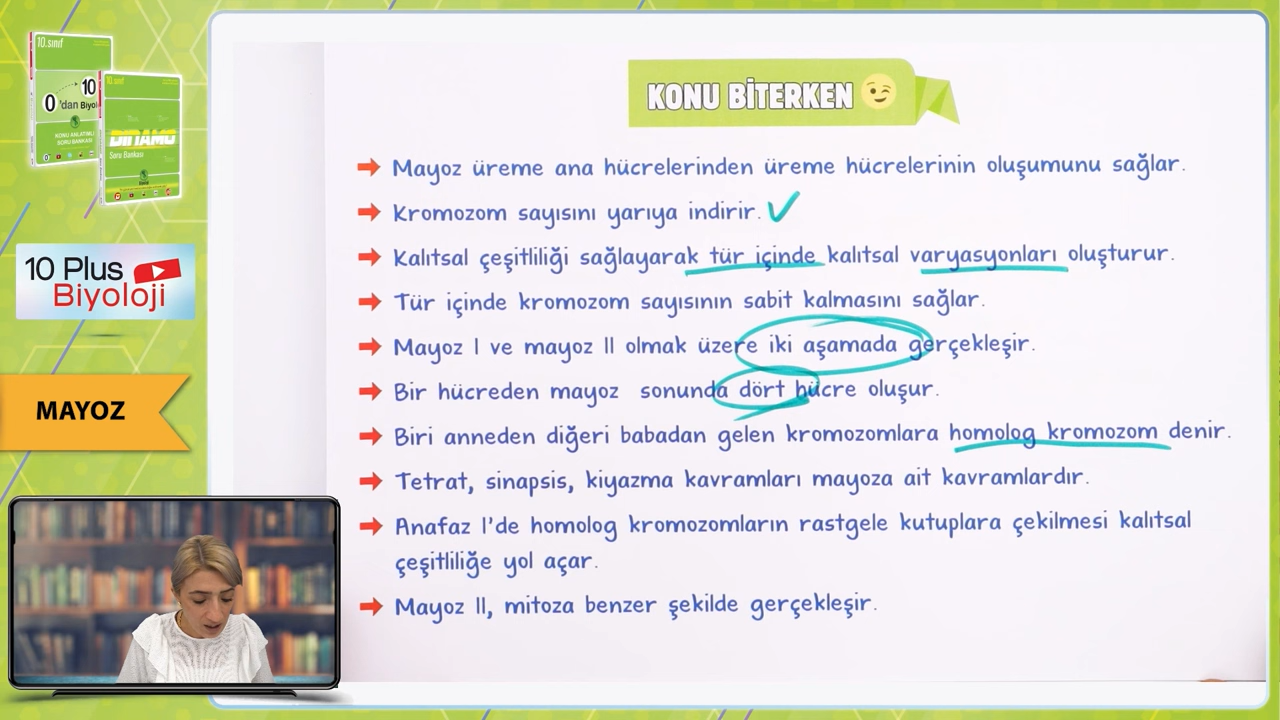 10.sınıf
0'dan 10
Biyoloji
KONU ANLATIMLI
SORU BANKASI
10.sınıf
DİNAMO
Soru Bankası
10 Plus
Biyoloji
MAYOZ
KONU BİTERKEN
Mayoz üreme ana hücrelerinden üreme hücrelerinin oluşumunu sağlar.
Kromozom sayısını yarıya indirir.
Kalıtsal çeşitliliği sağlayarak tür içinde kalıtsal varyasyonları oluşturur.
Tür içinde kromozom sayısının sabit kalmasını sağlar.
Mayoz I ve mayoz II olmak üzere iki aşamada gerçekleşir.
Bir hücreden mayoz sonunda dört hücre oluşur.
Biri anneden diğeri babadan gelen kromozomlara homolog kromozom denir.
Tetrat, sinapsis, kiyazma kavramları mayoza ait kavramlardır.
Anafaz I'de homolog kromozomların rastgele kutuplara çekilmesi kalıtsal
çeşitliliğe yol açar.
Mayoz II, mitoza benzer şekilde gerçekleşir.